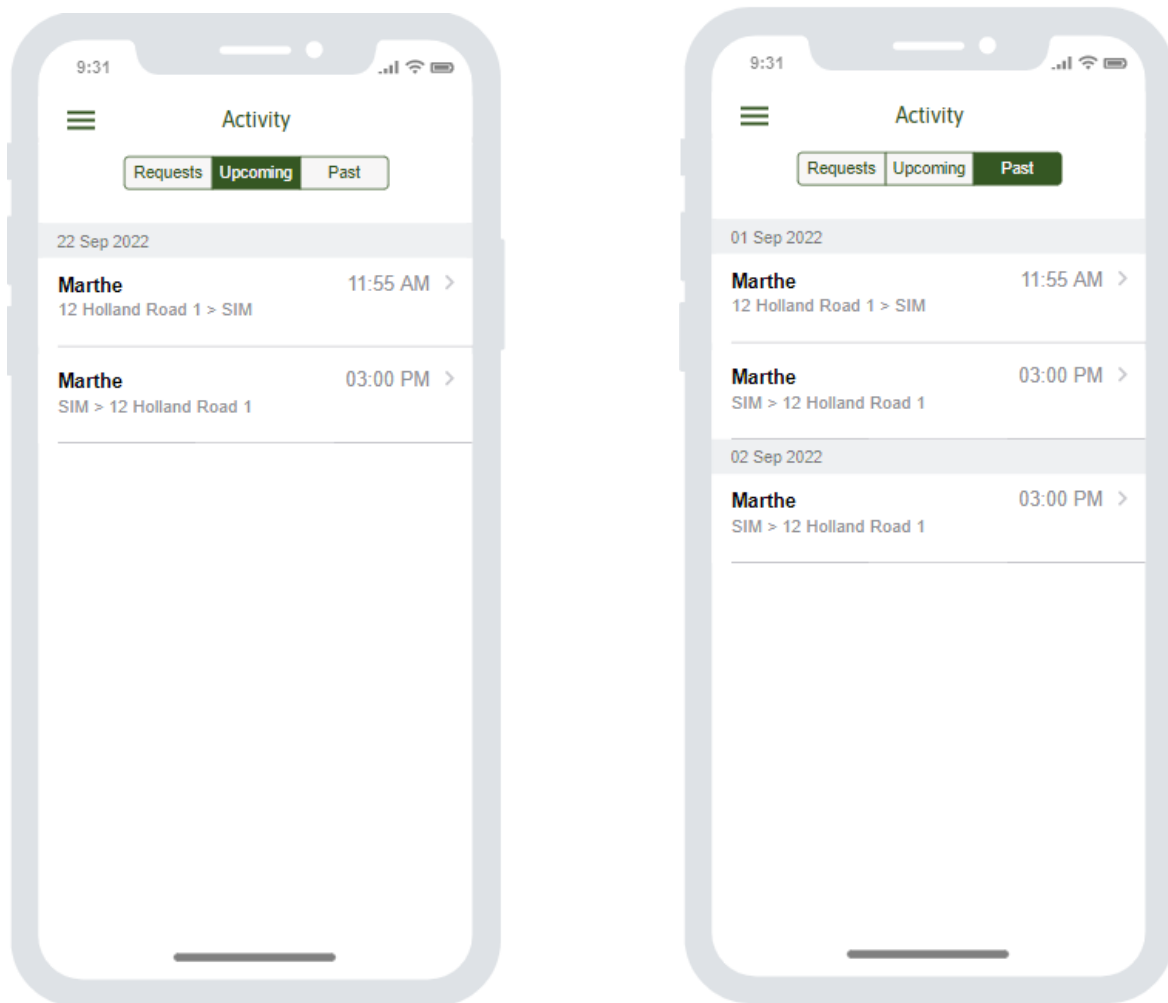 9:31
Activity
Requests Upcoming Past
22 Sep 2022
Marthe 11:55 AM >
12 Holland Road 1 > SIM
Marthe 03:00 PM >
SIM > 12 Holland Road 1
9:31
Activity
Requests Upcoming Past
01 Sep 2022
Marthe 11:55 AM >
12 Holland Road 1 > SIM
Marthe 03:00 PM >
SIM > 12 Holland Road 1
02 Sep 2022
Marthe 03:00 PM >
SIM > 12 Holland Road 1